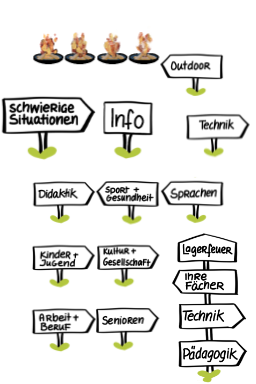 OUTDOOR
SCHWIERIGE
SITUATIONEN
Info
Technik
Didaktik
SPORT +
Gesundheit
SPRACHEN
KINDER +
JUGEND
KULTUR +
Gesellschaft
ARBEIT +
BERUF
SENIOREN
Lagerfeuer
IHRE
FÄCHER
Technik
Pädagogik